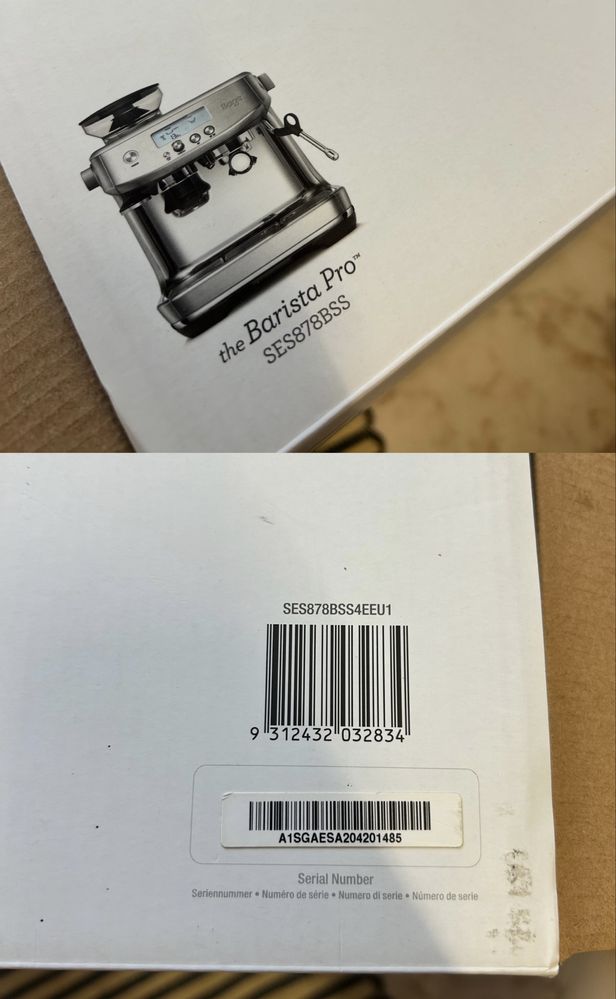 Sage
the Barista Pro™
SES878BSS
SES878BSS4EEU1
9 312432 032834
A1SGAESA204201485
Serial Number
Seriennummer • Numéro de série • Numero di serie • Número de serie